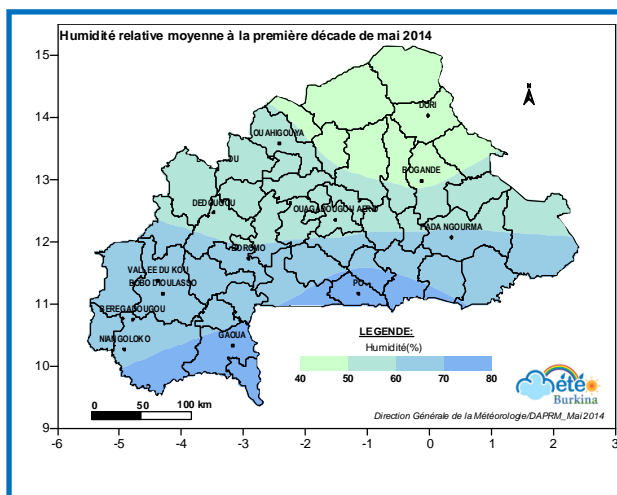 Humidité relative moyenne à la première décade de mai 2014
15
14
13
12
11
10
9
N
DORI
OUAHIGOUYA
OU
BOGANDE
DEDOUGOU
OUAGADOUGOU AERO
FADA NGOURMA
BOROMO
VALLEE DU KOU
BOBO DIOULASSO
PO
BEREGADOUGOU
NIANGOLOKO
GAOUA
LEGENDE:
Humidité(%)
40 50 60 70 80
0 50 100 km
Météo
Burkina
Direction Générale de la Météorologie/DAPRM_Mai 2014
-6 -5 -4 -3 -2 -1 0 1 2 3